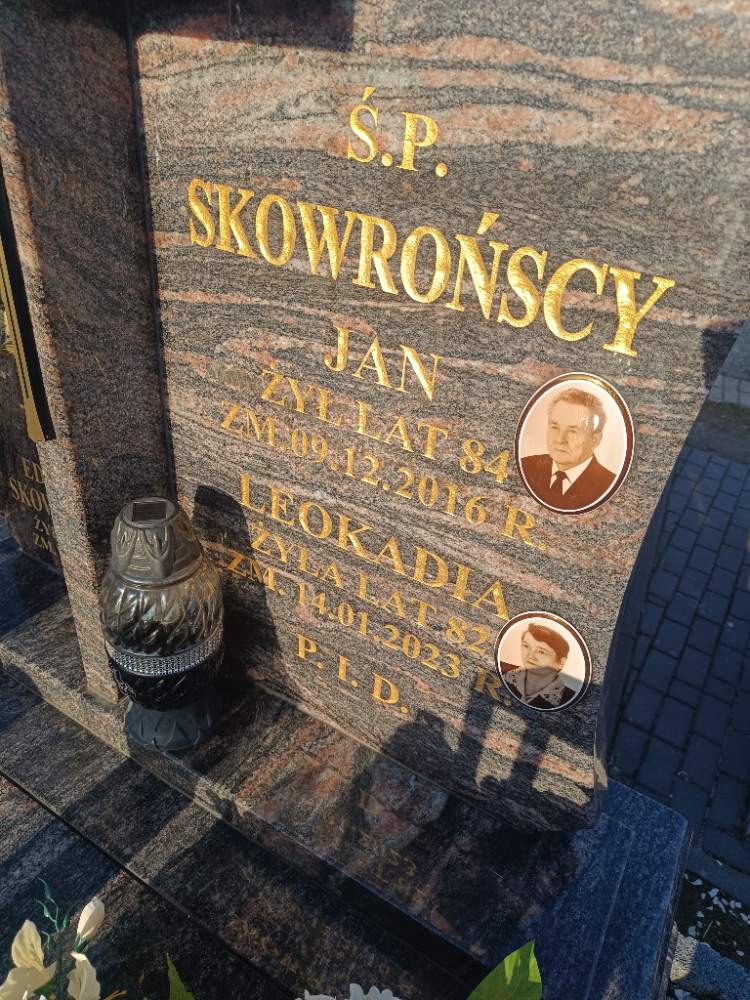 Ś.P.
SKOWROŃSCY
JAN
ŻYŁ LAT 84
ZM.09.12.2016 R.
LEOKADIA
ŻYŁA LAT 82
ZM. 14.01.2023 R.
P. I. D.